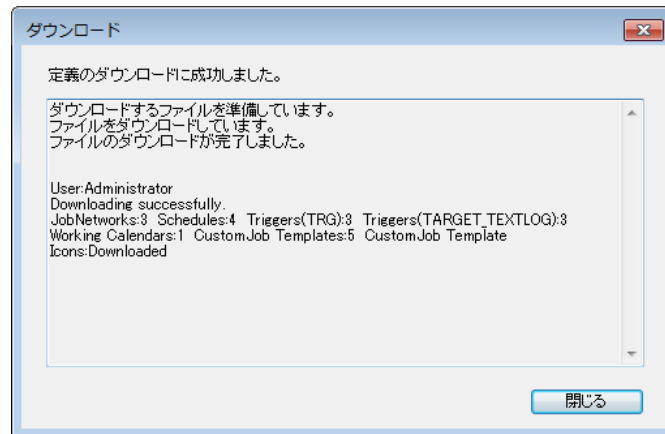 ダウンロード
定義のダウンロードに成功しました。
ダウンロードするファイルを準備しています。
ファイルをダウンロードしています。
ファイルのダウンロードが完了しました。
User:Administrator
Downloading successfully.
JobNetworks:3 Schedules:4 Triggers(TRG):3 Triggers(TARGET_TEXTLOG):3
Working Calendars:1 CustomJob Templates:5 CustomJob Template
Icons:Downloaded
閉じる